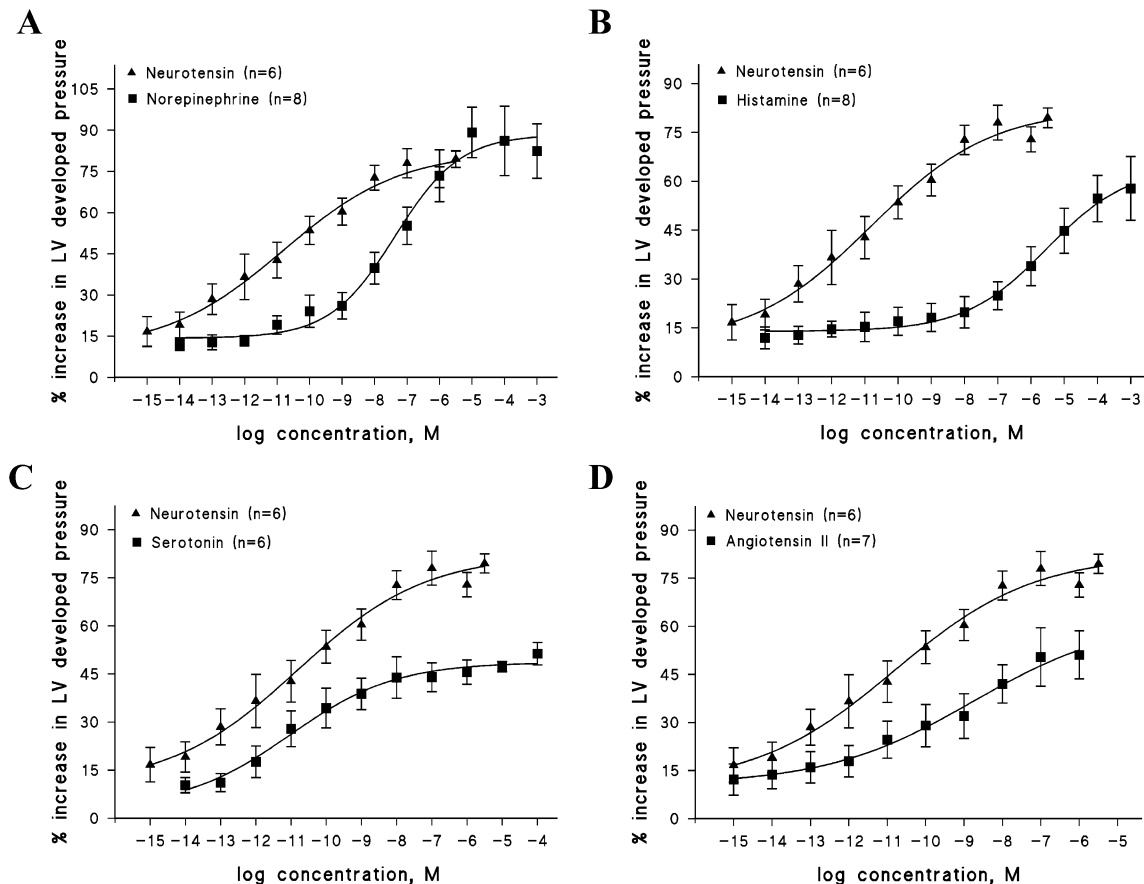 A
% increase in LV developed pressure
Neurotensin (n=6)
Norepinephrine (n=8)
105
90
75
60
45
30
15
0
−15 −14 −13 −12 −11 −10 −9 −8 −7 −6 −5 −4 −3
log concentration, M
B
% increase in LV developed pressure
Neurotensin (n=6)
Histamine (n=8)
90
75
60
45
30
15
0
−15 −14 −13 −12 −11 −10 −9 −8 −7 −6 −5 −4 −3
log concentration, M
C
% increase in LV developed pressure
Neurotensin (n=6)
Serotonin (n=6)
90
75
60
45
30
15
0
−15 −14 −13 −12 −11 −10 −9 −8 −7 −6 −5 −4
log concentration, M
D
% increase in LV developed pressure
Neurotensin (n=6)
Angiotensin II (n=7)
90
75
60
45
30
15
0
−15 −14 −13 −12 −11 −10 −9 −8 −7 −6 −5
log concentration, M